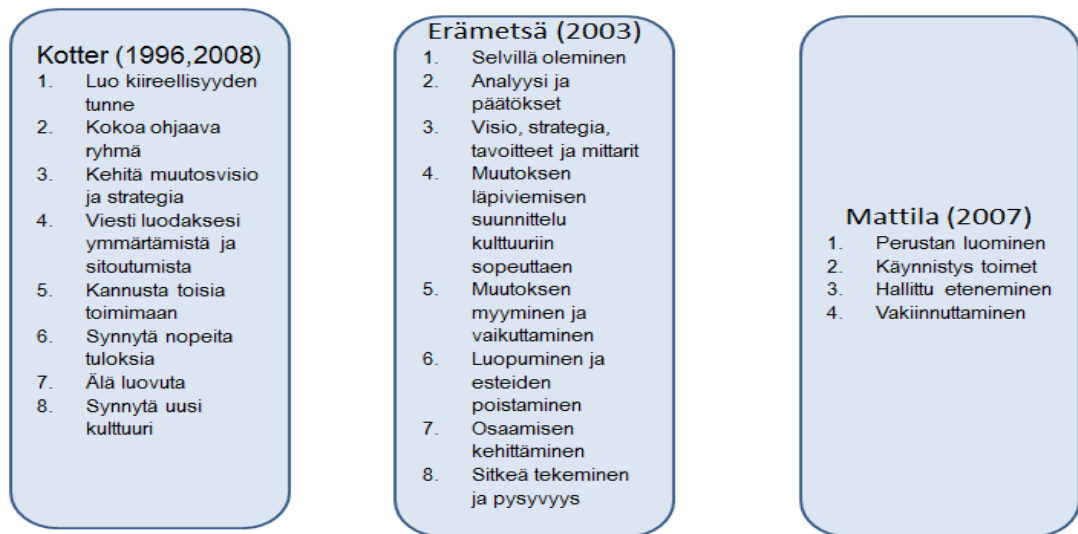 Kotter (1996,2008)
1. Luo kiireellisyyden
tunne
2. Kokoa ohjaava
ryhmä
3. Kehitä muutosvisio
ja strategia
4. Viesti luodaksesi
ymmärtämistä ja
sitoutumista
5. Kannusta toisia
toimimaan
6. Synnytä nopeita
tuloksia
7. Älä luovuta
8. Synnytä uusi
kulttuuri
Erämetsä (2003)
1. Selvillä oleminen
2. Analyysi ja
päätökset
3. Visio, strategia,
tavoitteet ja mittarit
4. Muutoksen
läpiviemisen
suunnittelu
kulttuuriin
sopeuttaen
5. Muutoksen
myyminen ja
vaikuttaminen
6. Luopuminen ja
esteiden
poistaminen
7. Osaamisen
kehittäminen
8. Sitkeä tekeminen
ja pysyvyys
Mattila (2007)
1. Perustan luominen
2. Käynnistys toimet
3. Hallittu eteneminen
4. Vakiinnuttaminen